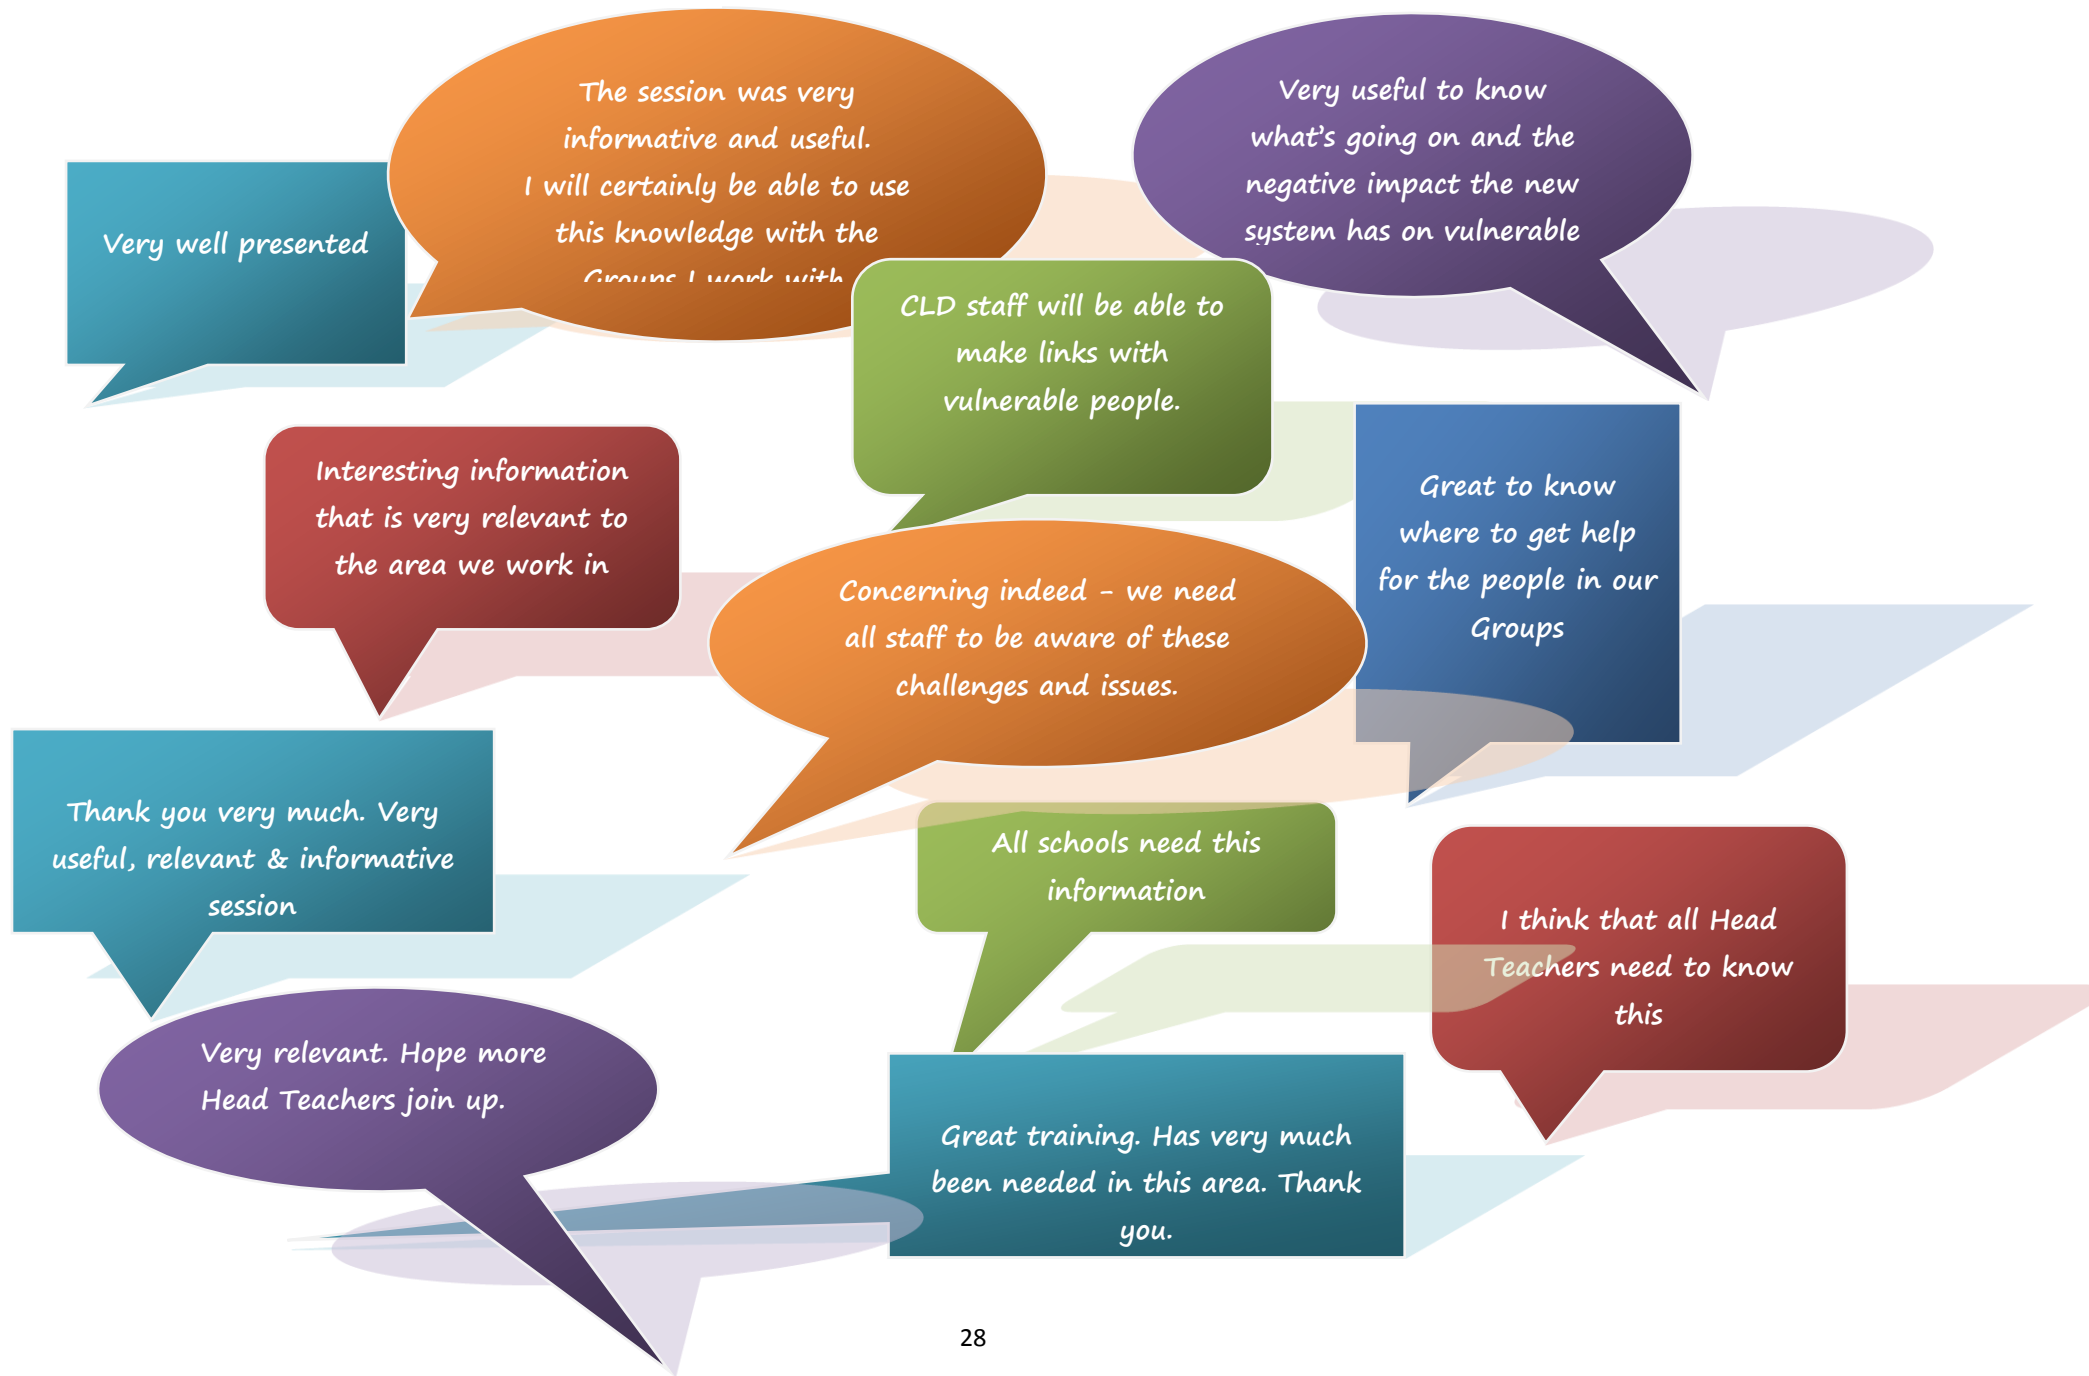 The session was very
informative and useful.
I will certainly be able to use
this knowledge with the
Groups I work with
Very useful to know
what's going on and the
negative impact the new
system has on vulnerable
Very well presented
CLD staff will be able to
make links with
vulnerable people.
Interesting information
that is very relevant to
the area we work in
Great to know
where to get help
for the people in our
Groups
Concerning indeed - we need
all staff to be aware of these
challenges and issues.
Thank you very much. Very
useful, relevant & informative
session
All schools need this
information
I think that all Head
Teachers need to know
this
Very relevant. Hope more
Head Teachers join up.
Great training. Has very much
been needed in this area. Thank
you.
28